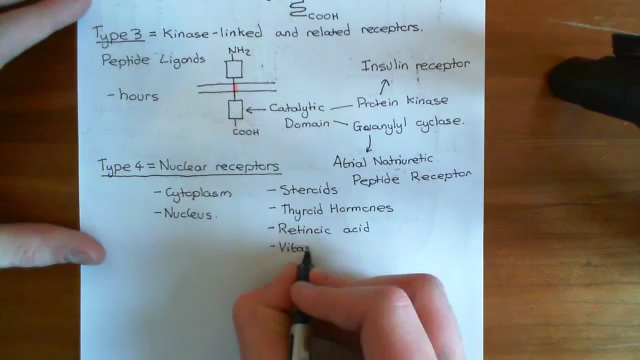 COOH
Type 3 = Kinase-linked and related receptors.
Peptide Ligands
NH2
Insulin receptor
- hours
Catalytic
Domain
Protein Kinase
Guanylyl cyclase.
COOH
Atrial Natriuretic
Peptide Receptor
Type 4 = Nuclear receptors
- Cytoplasm
- Nucleus.
- Steroids
- Thyroid Hormones
- Retinoic acid
- Vita